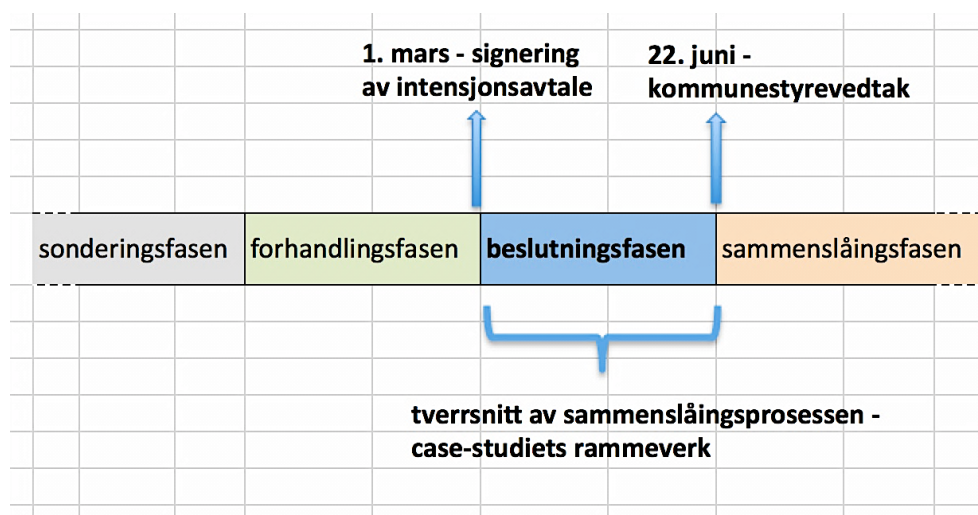 1. mars - signering
av intensjonsavtale
22. juni -
kommunestyrevedtak
sonderingsfasen
forhandlingsfasen
beslutningsfasen
sammenslåingsfasen
tverrsnitt av sammenslåingsprosessen -
case-studiets rammeverk